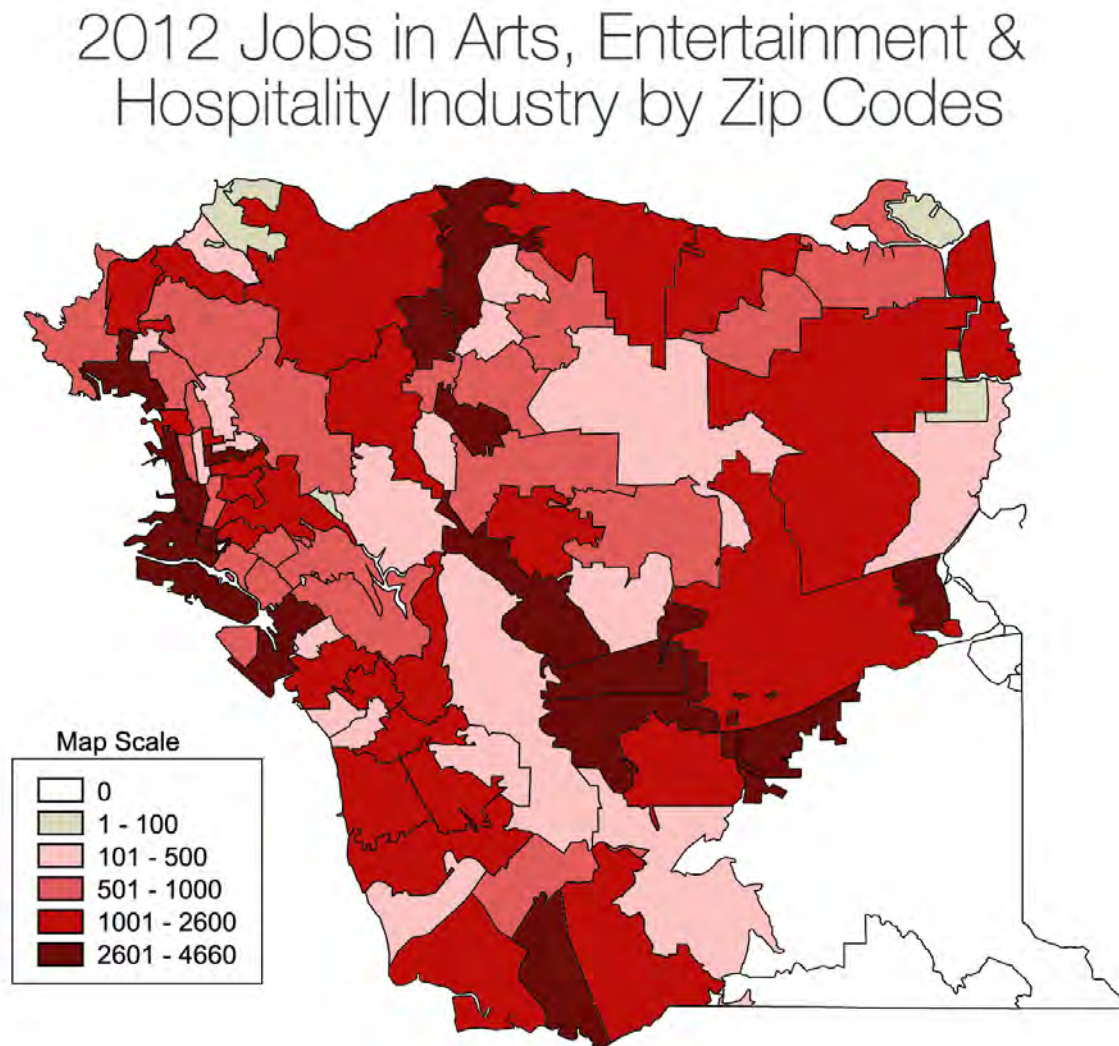 2012 Jobs in Arts, Entertainment &
Hospitality Industry by Zip Codes
Map Scale
0
1 - 100
101 - 500
501 - 1000
1001 - 2600
2601 - 4660